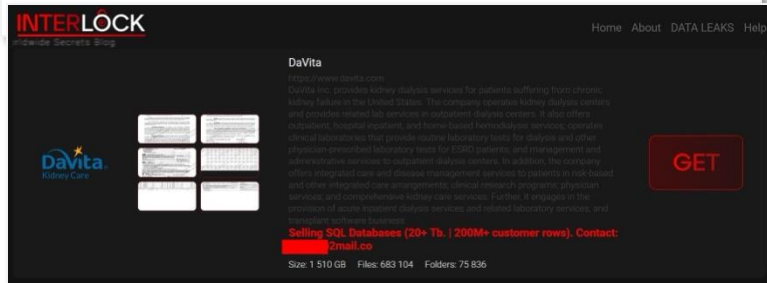 INTERLOCK
Worldwide Secrets Blog
Home About DATA LEAKS Help
DaVita
https://www.davita.com
DaVita Inc. provides kidney dialysis services for patients suffering from chronic
kidney failure in the United States. The company operates kidney dialysis centers
and provides related lab services in outpatient dialysis centers. It also offers
outpatient, hospital inpatient, and home-based hemodialysis services; operates
clinical laboratories that provide routine laboratory tests for dialysis and other
physician-prescribed laboratory tests for ESRD patients; and management and
administrative services to outpatient dialysis centers. In addition, the company
offers integrated care and disease management services to patients in risk-based
and other integrated care arrangements; clinical research programs; physician
services; and comprehensive kidney care services. Further, it engages in the
provision of acute inpatient dialysis services and related laboratory services; and
transplant software business.
Selling SQL Databases (20+ Tb. | 200M+ customer rows). Contact:
2mail.co
Size: 1 510 GB Files: 683 104 Folders: 75 836
DaVita.
Kidney Care
GET